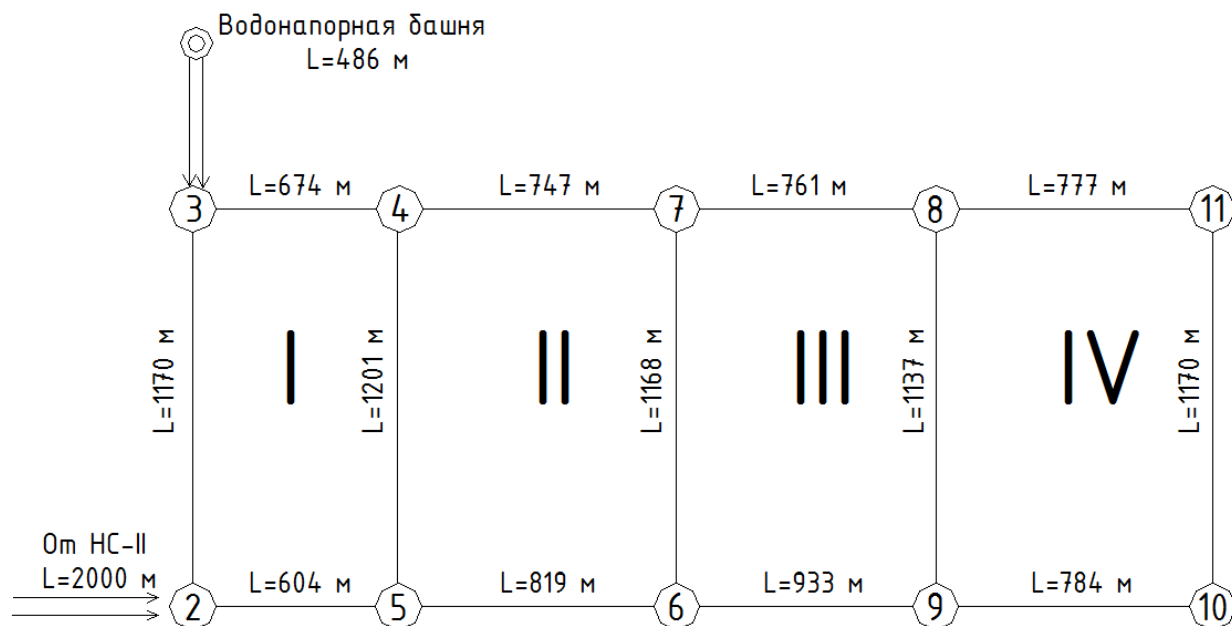 Водонапорная башня
L=486 м
L=674 м
L=747 м
L=761 м
L=777 м
3
4
7
8
11
L=1170 м
I
L=1201 м
II
L=1168 м
III
L=1137 м
IV
L=1170 м
От НС-II
L=2000 м
L=604 м
L=819 м
L=933 м
L=784 м
2
5
6
9
10